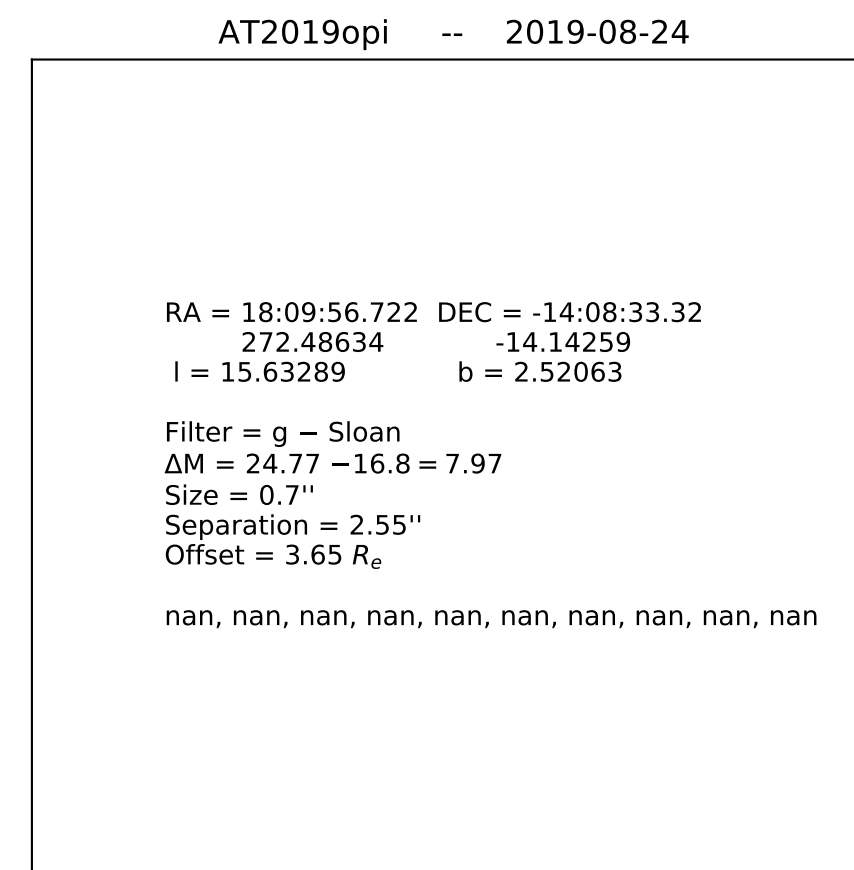 AT2019opi -- 2019-08-24
RA = 18:09:56.722 DEC = -14:08:33.32
272.48634 -14.14259
l = 15.63289 b = 2.52063
Filter = g − Sloan
ΔM = 24.77 −16.8 = 7.97
Size = 0.7''
Separation = 2.55''
Offset = 3.65 Re
nan, nan, nan, nan, nan, nan, nan, nan, nan, nan